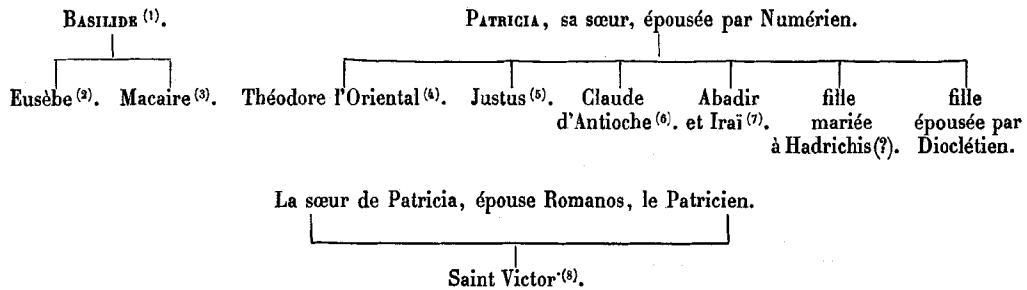 BASILIDE (1). PATRICIA, sa sœur, épousée par Numérien.
Eusèbe (2). Macaire (3). Théodore l'Oriental (4). Justus (5). Claude Abadir fille fille
d'Antioche (6). et Iraï (7). mariée épousée par
à Hadrichis (?). Dioclétien.
La sœur de Patricia, épouse Romanos, le Patricien.
Saint Victor (8).